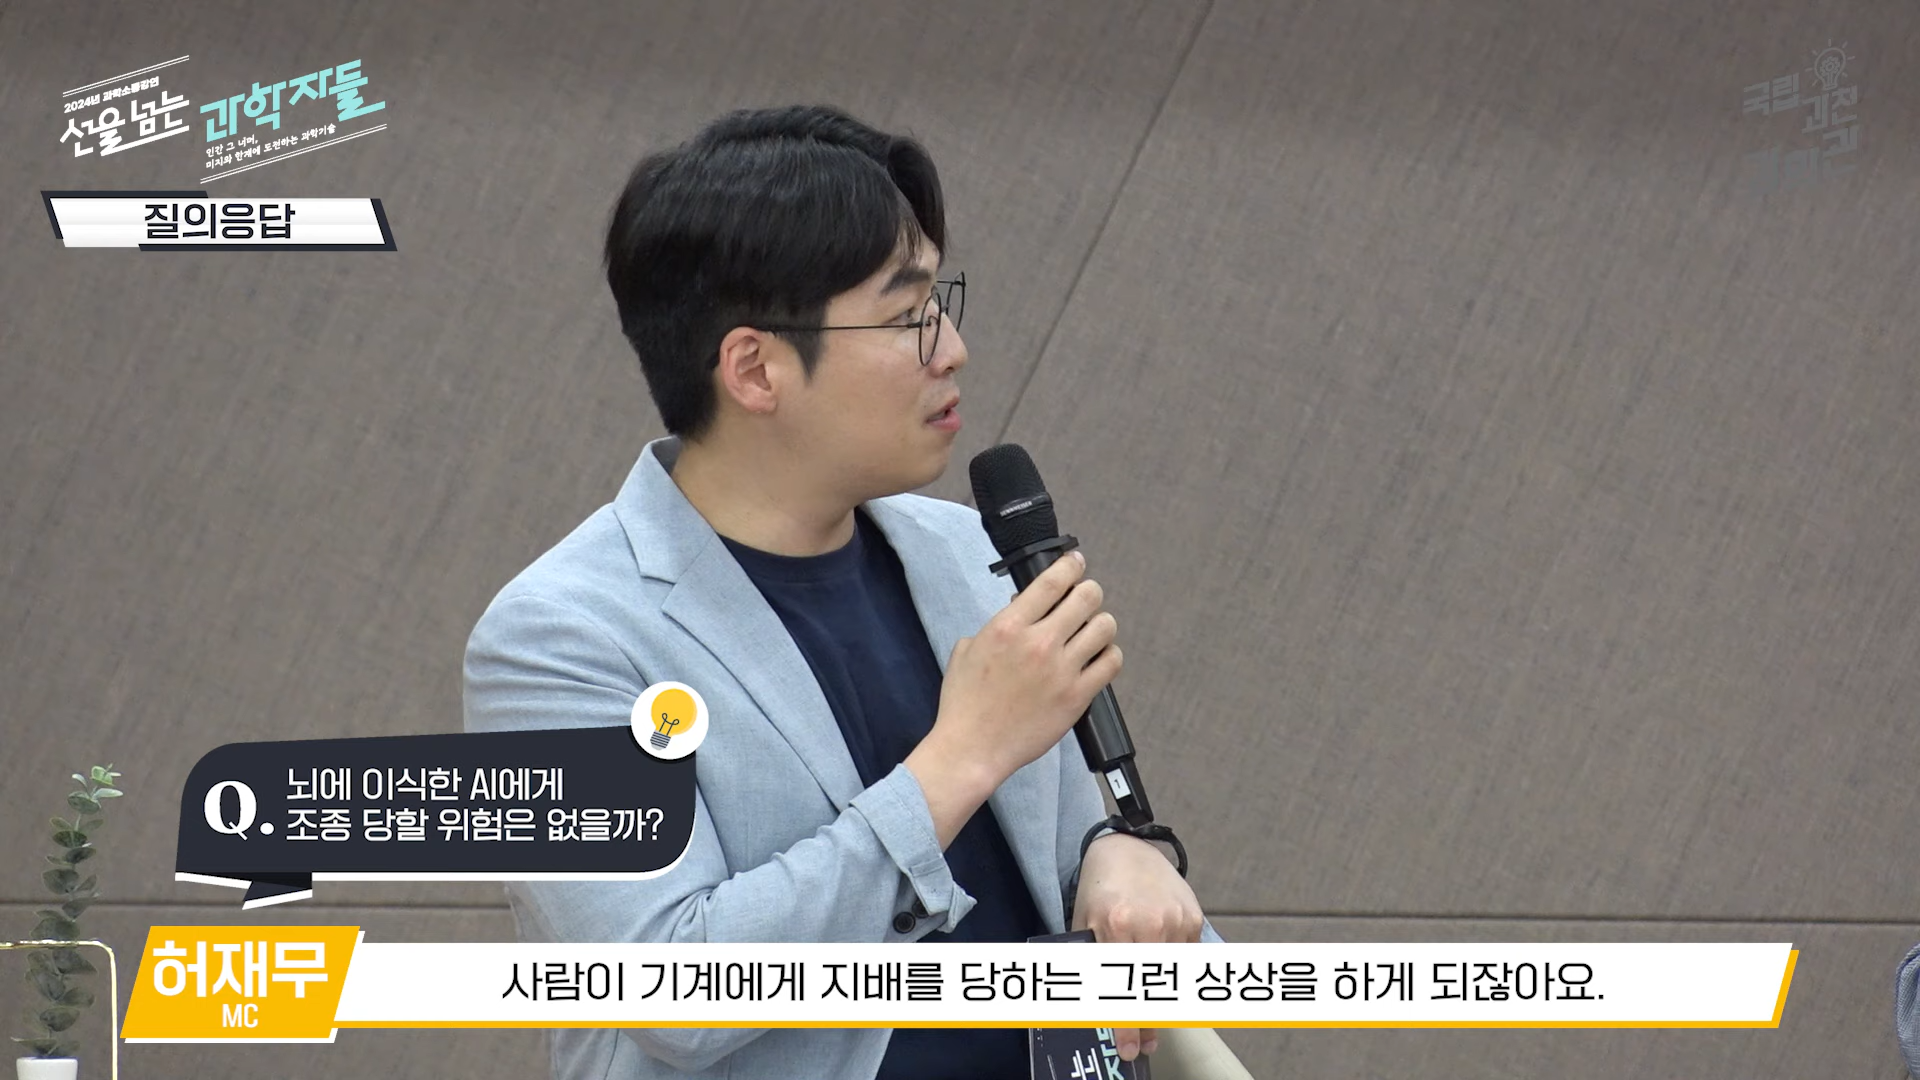 2024년 과학소통강연
선을 넘는 과학자들
인간 그 너머,
미지와 한계에 도전하는 과학기술
국립
과천
과
질의응답
SENNHEISER
1
Q. 뇌에 이식한 AI에게
조종 당할 위험은 없을까?
허재무
MC
사람이 기계에게 지배를 당하는 그런 상상을 하게 되잖아요.
는